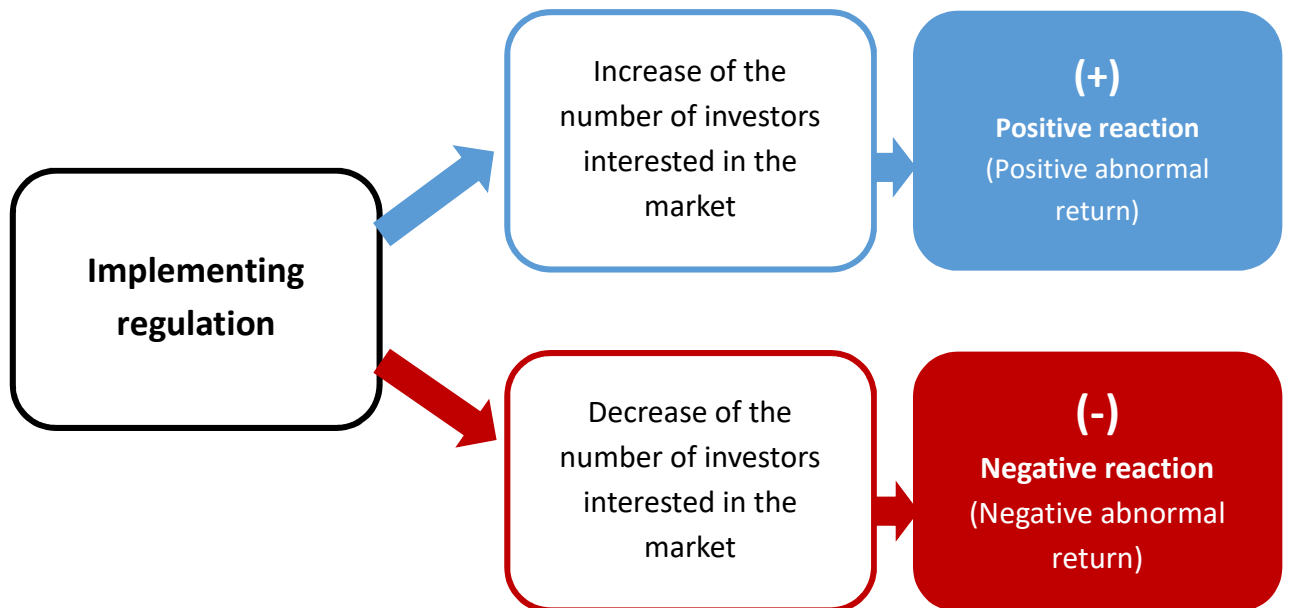 Implementing
regulation
Increase of the
number of investors
interested in the
market
(+)
Positive reaction
(Positive abnormal
return)
Decrease of the
number of investors
interested in the
market
(-)
Negative reaction
(Negative abnormal
return)